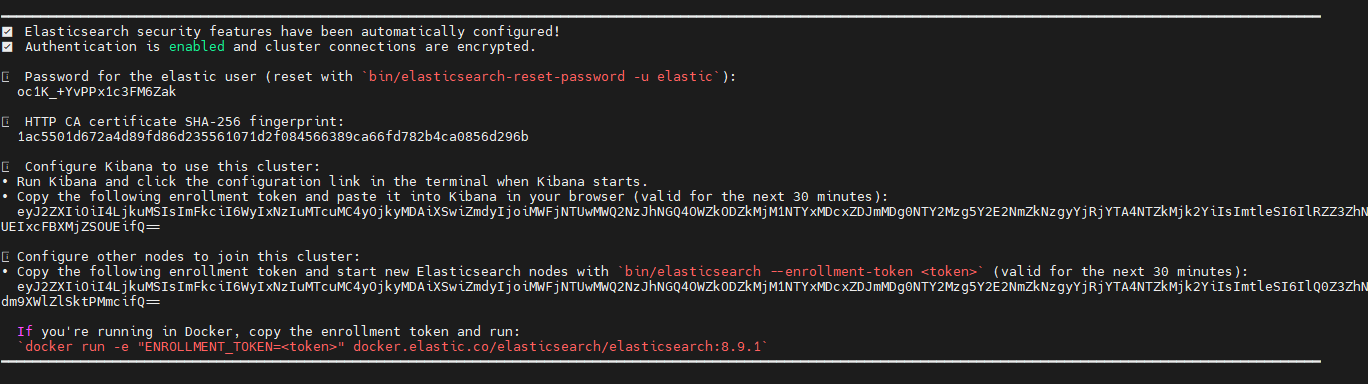 Elasticsearch security features have been automatically configured!
Authentication is enabled and cluster connections are encrypted.
Password for the elastic user (reset with `bin/elasticsearch-reset-password -u elastic`):
oc1K_+YvPPx1c3FM6Zak
HTTP CA certificate SHA-256 fingerprint:
1ac5501d672a4d89fd86d235561071d2f084566389ca66fd782b4ca0856d296b
Configure Kibana to use this cluster:
• Run Kibana and click the configuration link in the terminal when Kibana starts.
• Copy the following enrollment token and paste it into Kibana in your browser (valid for the next 30 minutes):
eyJ2ZXIiOiI4LjkuMSIsImFkciI6WyIxNzIuMTcuMC4yOjkyMDAiXSwiZmdyIjoiMWFjNTUwMWQ2NzJhNGQ4OWZkODZkMjM1NTYxMDcxZDJmMDg0NTY2Mzg5Y2E2NmZkNzgyYjRjYTA4NTZkMjk2YiIsImtleSI6IlRZZ3ZhN
UEIxcFBXMjZSOUEifQ==
Configure other nodes to join this cluster:
• Copy the following enrollment token and start new Elasticsearch nodes with `bin/elasticsearch --enrollment-token <token>` (valid for the next 30 minutes):
eyJ2ZXIiOiI4LjkuMSIsImFkciI6WyIxNzIuMTcuMC4yOjkyMDAiXSwiZmdyIjoiMWFjNTUwMWQ2NzJhNGQ4OWZkODZkMjM1NTYxMDcxZDJmMDg0NTY2Mzg5Y2E2NmZkNzgyYjRjYTA4NTZkMjk2YiIsImtleSI6IlQ0Z3ZhN
dm9XWlZlSktPMmcifQ==
If you're running in Docker, copy the enrollment token and run:
`docker run -e "ENROLLMENT_TOKEN=<token>" docker.elastic.co/elasticsearch/elasticsearch:8.9.1`